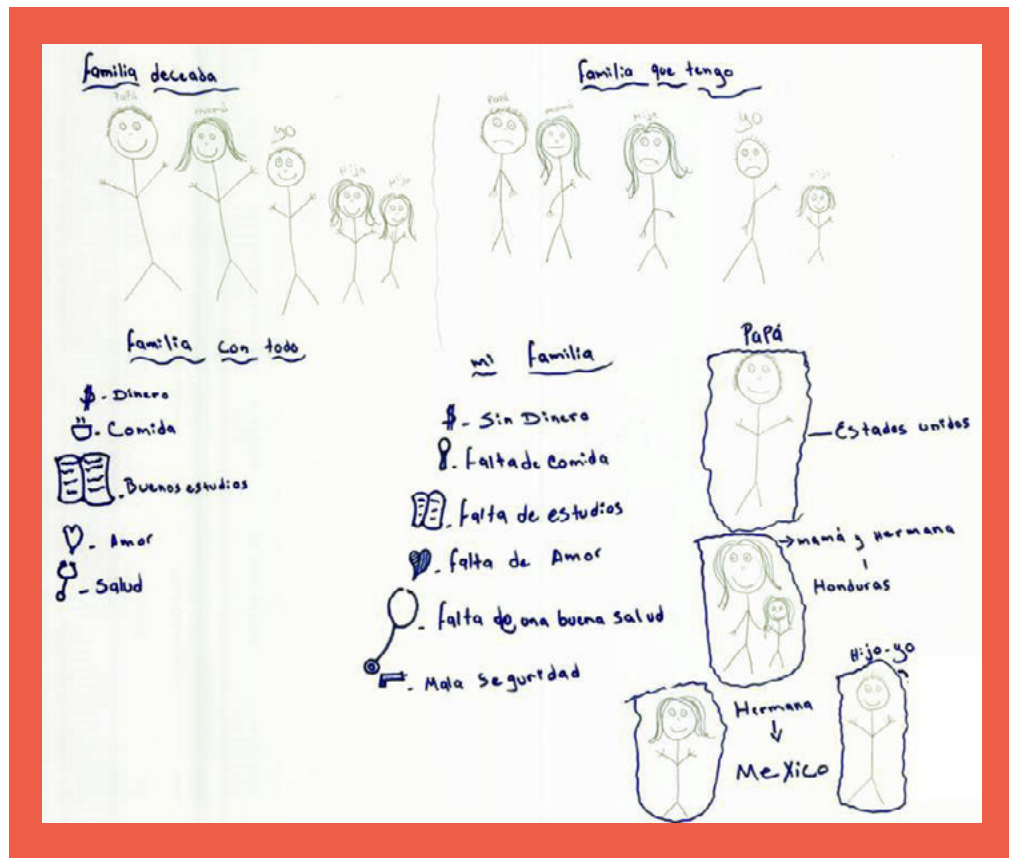 familia deceada
Papá
mamá
yo
Hija
Hija
familia que tengo
Papá
mamá
Hija
yo
Hija
familia con todo
$ - Dinero
- Comida
- Buenos estudios
- Amor
- Salud
mi familia
$ - Sin Dinero
- falta de comida
- falta de estudios
- falta de Amor
- falta de una buena salud
- Mala seguridad
Papá
Estados unidos
mamá y hermana
Honduras
Hijo-yo
Hermana
Mexico